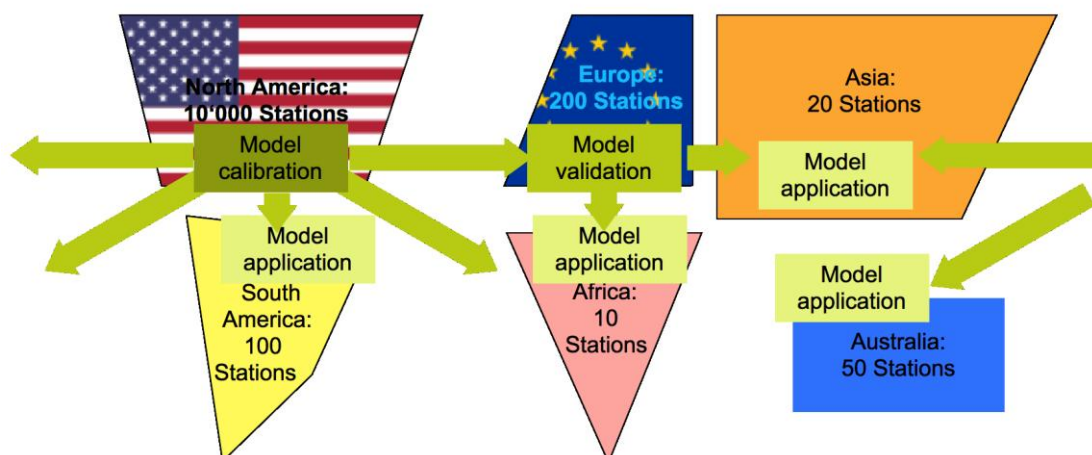 North America:
10'000 Stations
Model
calibration
Europe:
200 Stations
Model
validation
Asia:
20 Stations
Model
application
Model
application
South
America:
100
Stations
Model
application
Africa:
10
Stations
Model
application
Australia:
50 Stations